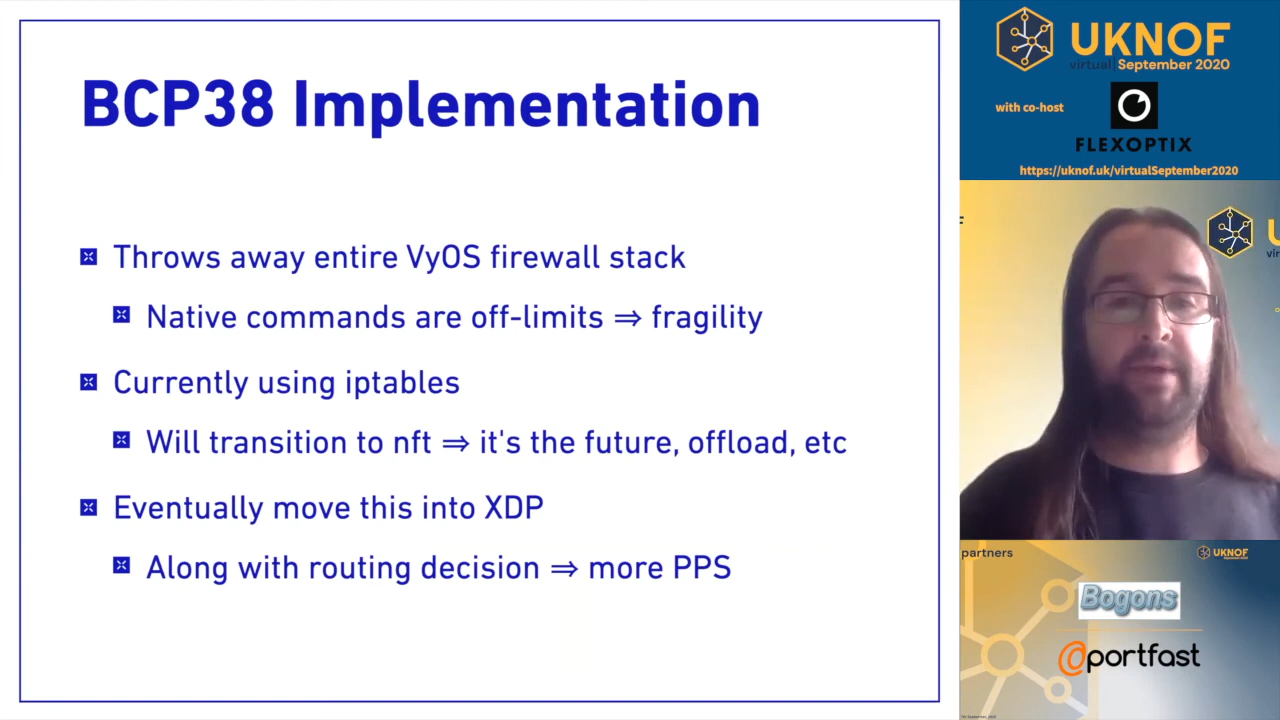 BCP38 Implementation
Throws away entire VyOS firewall stack
Native commands are off-limits ⇒ fragility
Currently using iptables
Will transition to nft ⇒ it's the future, offload, etc
Eventually move this into XDP
Along with routing decision ⇒ more PPS
UKNOF
virtual September 2020
with co-host
FLEXOPTIX
https://uknof.uk/virtualSeptember2020
partners
UKNOF
Bogons
@portfast